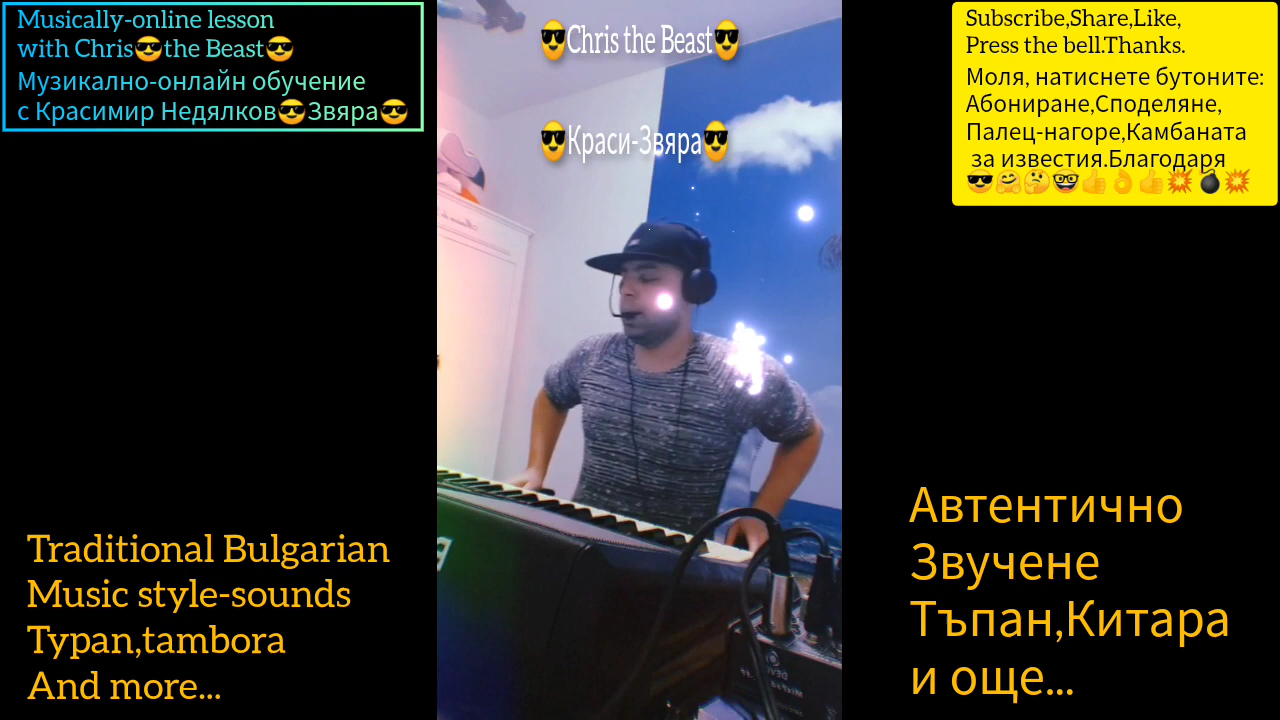 Musically-online lesson
with Chris😎the Beast😎
Музикално-онлайн обучение
с Красимир Недялков😎Звяра😎
😎Chris the Beast😎
😎Краси-Звяра😎
Subscribe,Share,Like,
Press the bell.Thanks.
Моля, натиснете бутоните:
Абониране,Споделяне,
Палец-нагоре,Камбаната
за известия.Благодаря
😎🤗🤔🤓👍👌👍💥💣💥
Traditional Bulgarian
Music style-sounds
Typan,tambora
And more...
Автентично
Звучене
Тъпан,Китара
и още...